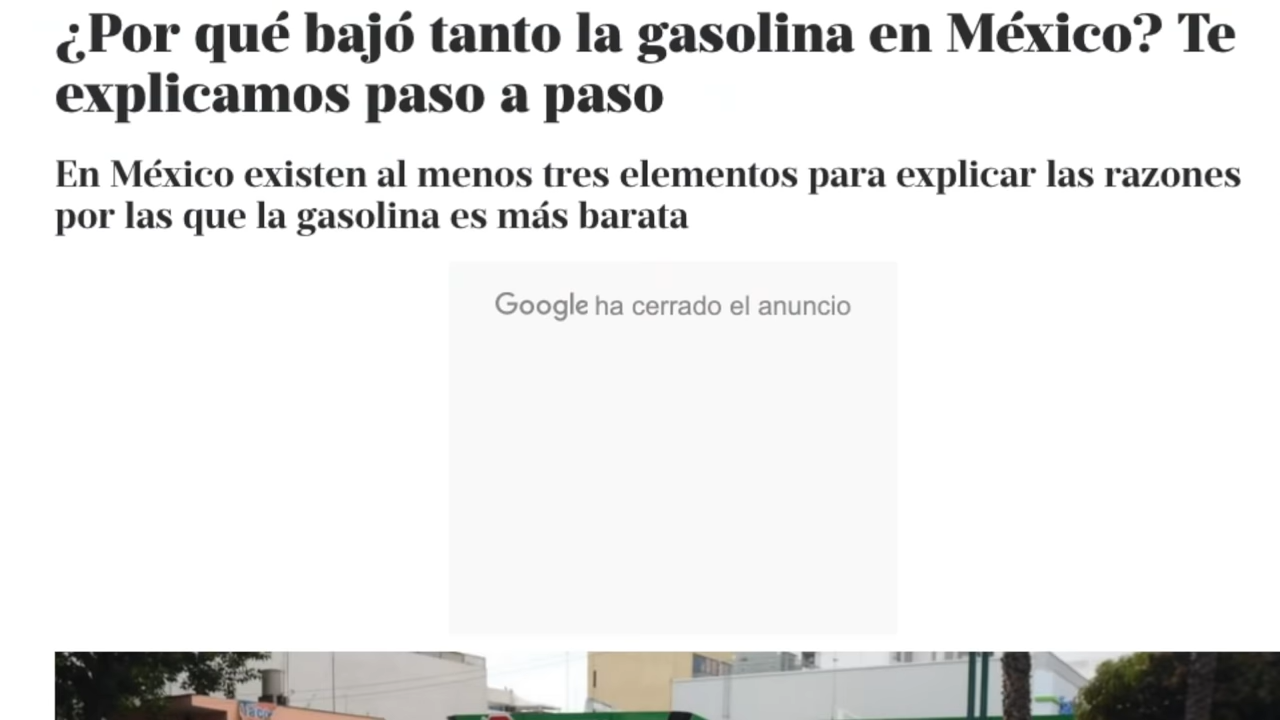 ¿Por qué bajó tanto la gasolina en México? Te
explicamos paso a paso
En México existen al menos tres elementos para explicar las razones
por las que la gasolina es más barata
Google ha cerrado el anuncio